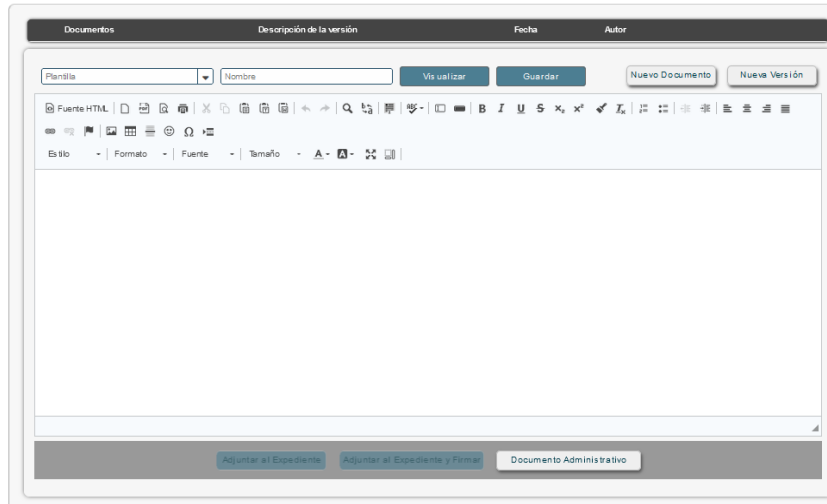 Documentos Descripción de la versión Fecha Autor
Plantilla Nombre Visualizar Guardar Nuevo Documento Nueva Versión
Fuente HTML
Estilo Formato Fuente Tamaño
Adjuntar al Expediente Adjuntar al Expediente y Firmar Documento Administrativo